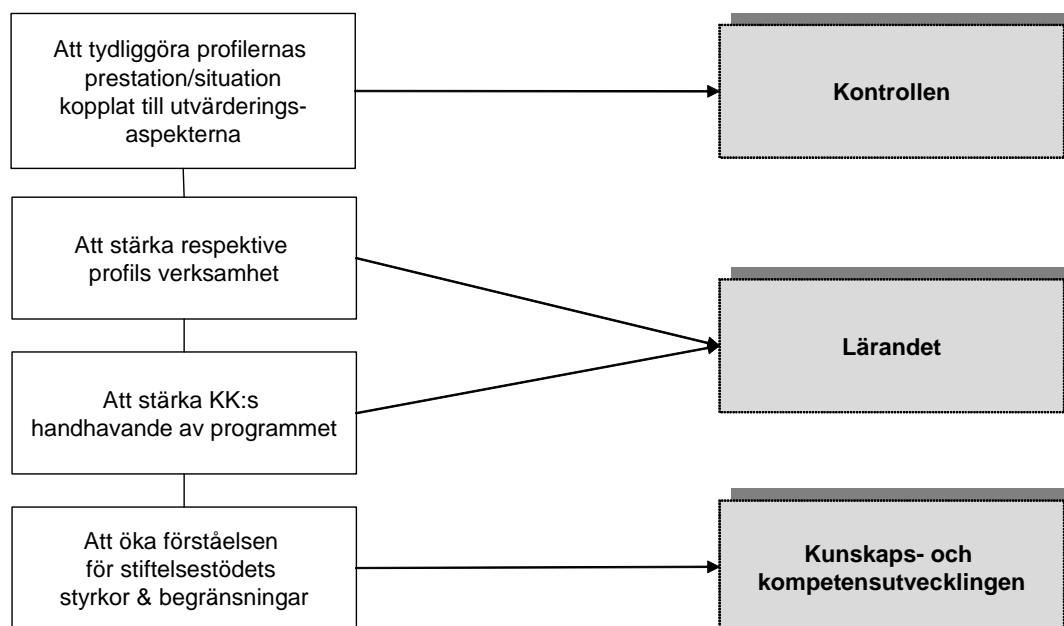 Att tydliggöra profilernas
prestation/situation
kopplat till utvärderings-
aspekterna
Kontrollen
Att stärka respektive
profils verksamhet
Lärandet
Att stärka KK:s
handhavande av programmet
Att öka förståelsen
för stiftelsestödets
styrkor & begränsningar
Kunskaps- och
kompetensutvecklingen